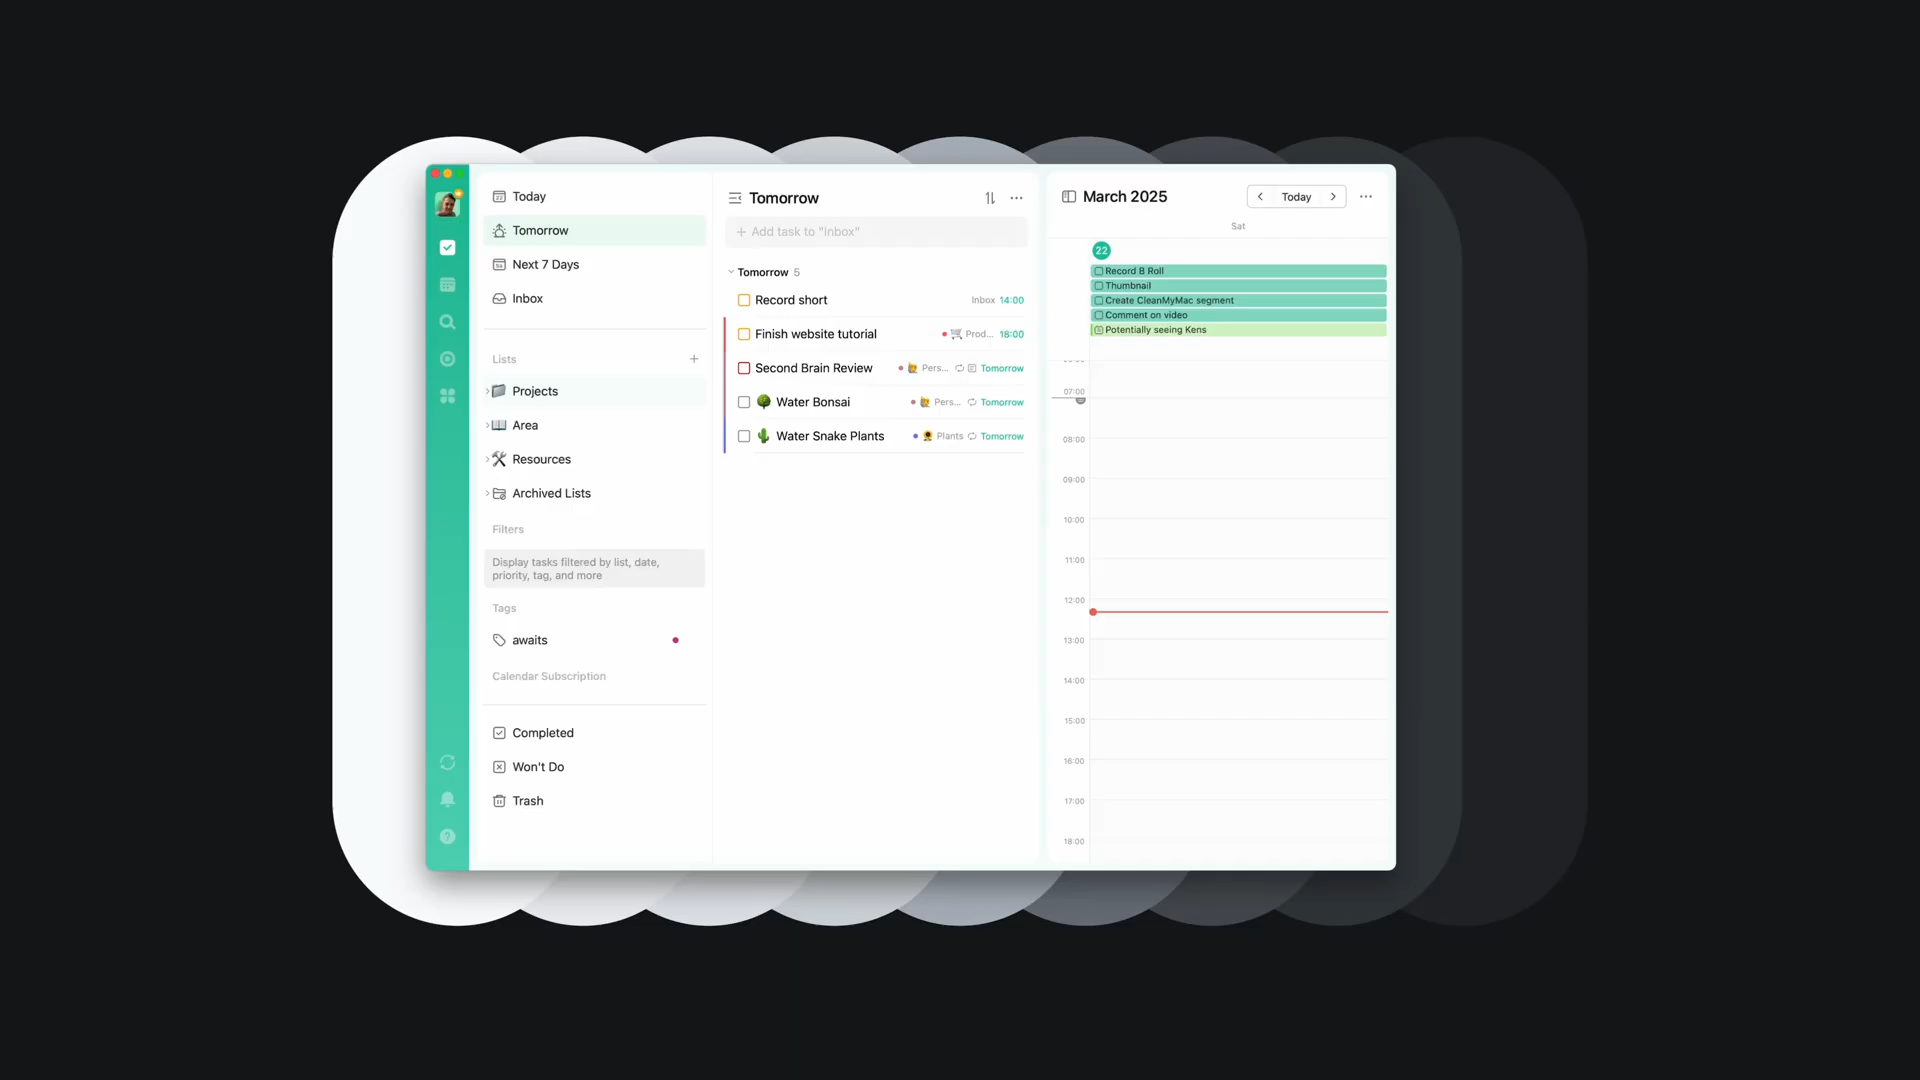 Today
Tomorrow
Next 7 Days
Inbox
Lists
Projects
Area
Resources
Archived Lists
Filters
Display tasks filtered by list, date,
priority, tag, and more
Tags
awaits
Calendar Subscription
Completed
Won't Do
Trash
Tomorrow
+ Add task to "Inbox"
Tomorrow 5
Record short Inbox 14:00
Finish website tutorial Prod... 18:00
Second Brain Review Pers... Tomorrow
Water Bonsai Pers... Tomorrow
Water Snake Plants Plants Tomorrow
March 2025
Today
Sat
22
Record B Roll
Thumbnail
Create CleanMyMac segment
Comment on video
Potentially seeing Kens
07:00
08:00
09:00
10:00
11:00
12:00
13:00
14:00
15:00
16:00
17:00
18:00